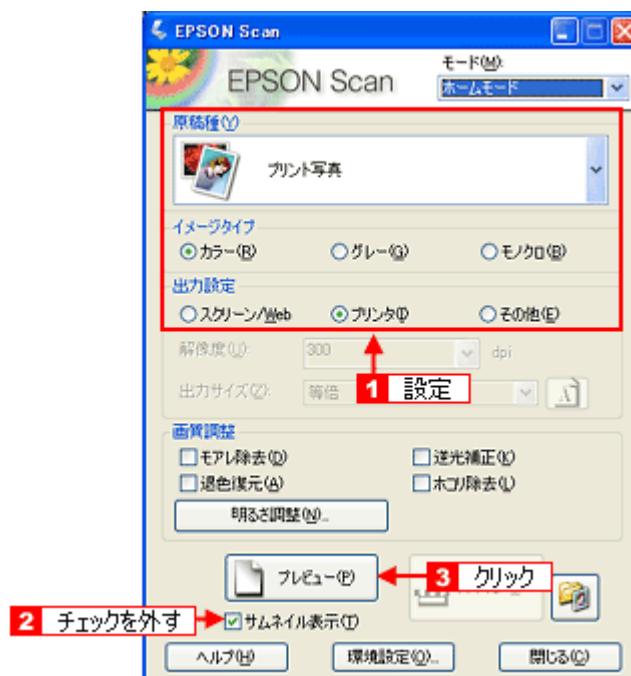 EPSON Scan
EPSON Scan
モード(M):
ホームモード
原稿種(Y)
プリント写真
イメージタイプ
カラー(R) グレー(G) モノクロ(B)
出力設定
スクリーン/Web プリンタ(I) その他(E)
解像度(U): 300 dpi
1 設定
出力サイズ(Z): 等倍
画質調整
モアレ除去(D) 逆光補正(K)
退色復元(A) ホコリ除去(L)
明るさ調整(N)...
プレビュー(P)
3 クリック
2 チェックを外す
サムネイル表示(T)
ヘルプ(H) 環境設定(O)... 閉じる(C)